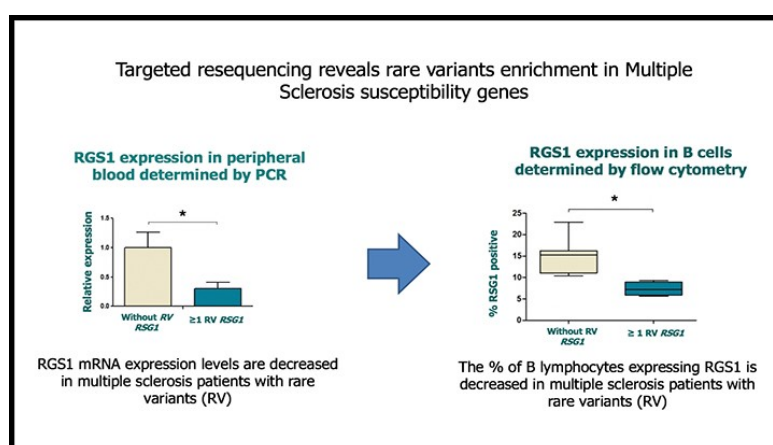 Targeted resequencing reveals rare variants enrichment in Multiple
Sclerosis susceptibility genes
RGS1 expression in peripheral
blood determined by PCR
*
Relative expression
1.5
1.0
0.5
0.0
Without RV
RSG1
≥1 RV RSG1
RGS1 mRNA expression levels are decreased
in multiple sclerosis patients with rare
variants (RV)
RGS1 expression in B cells
determined by flow cytometry
*
% RSG1 positive
25
20
15
10
5
0
Without RV
RSG1
≥ 1 RV RSG1
The % of B lymphocytes expressing RGS1 is
decreased in multiple sclerosis patients with
rare variants (RV)